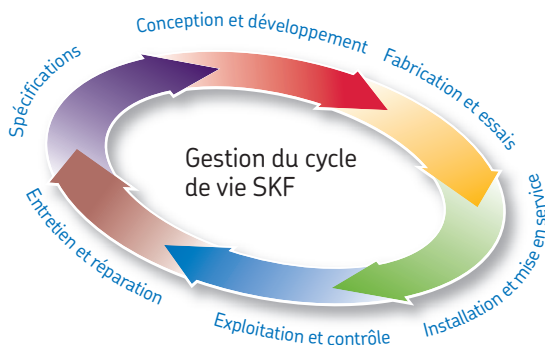 Conception et développement
Fabrication et essais
Installation et mise en service
Exploitation et contrôle
Entretien et réparation
Spécifications
Gestion du cycle
de vie SKF